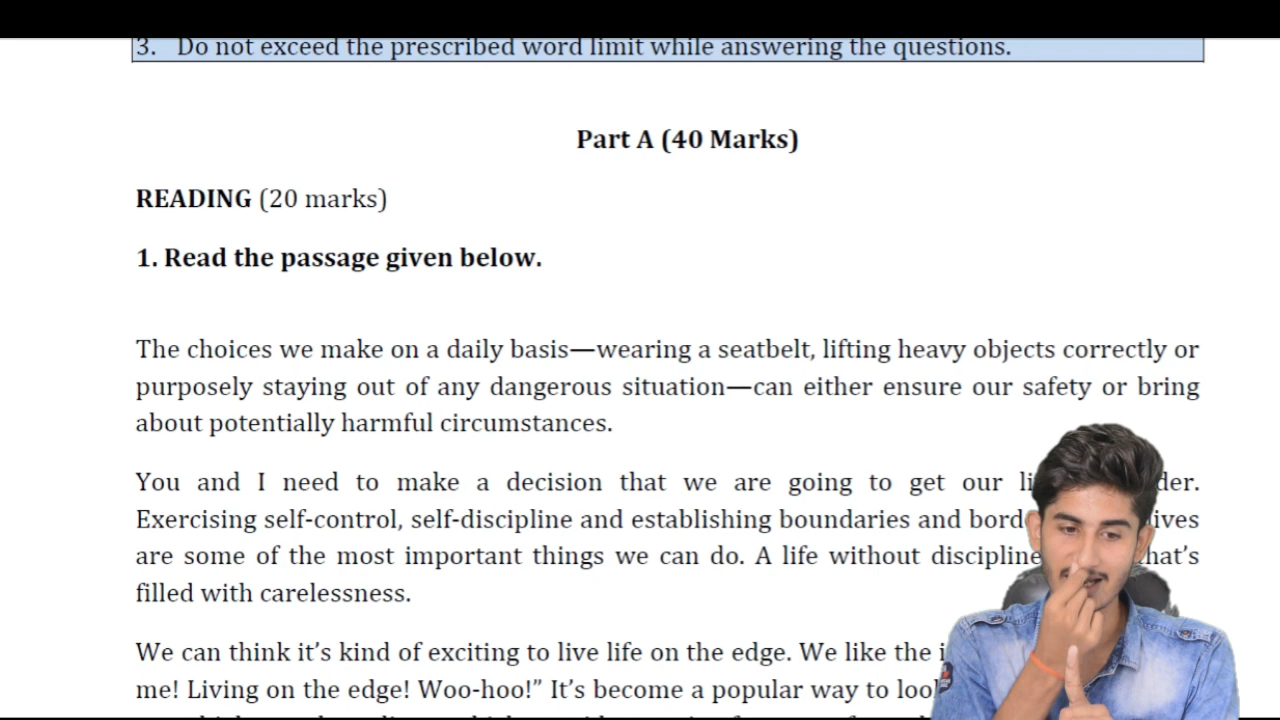 3. Do not exceed the prescribed word limit while answering the questions.
Part A (40 Marks)
READING (20 marks)
1. Read the passage given below.
The choices we make on a daily basis—wearing a seatbelt, lifting heavy objects correctly or
purposely staying out of any dangerous situation—can either ensure our safety or bring
about potentially harmful circumstances.
You and I need to make a decision that we are going to get our
Exercising self-control, self-discipline and establishing boundaries and
are some of the most important things we can do. A life without discipline
filled with carelessness.
We can think it’s kind of exciting to live life on the edge. We like the
me! Living on the edge! Woo-hoo!” It’s become a popular way to